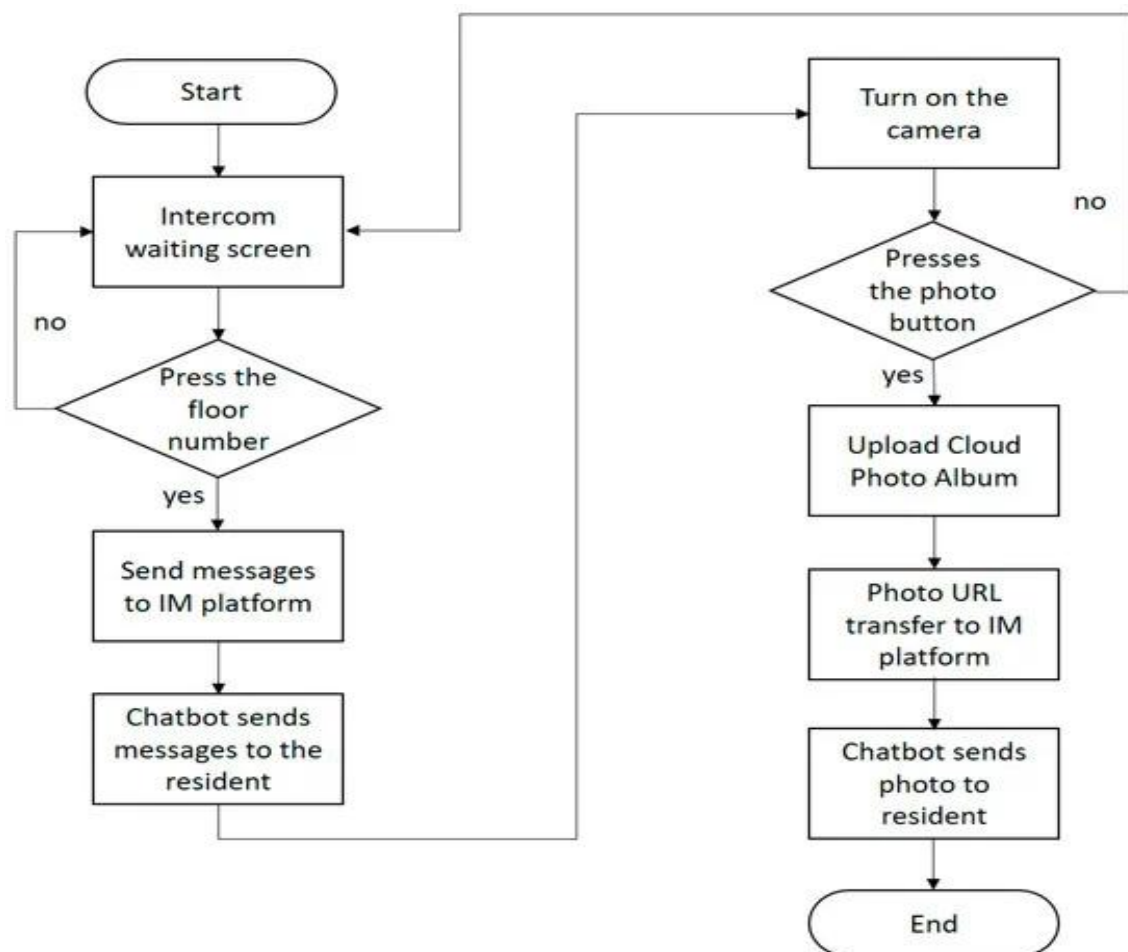 Start
Intercom
waiting screen
no
Press the
floor
number
yes
Send messages
to IM platform
Chatbot sends
messages to the
resident
Turn on the
camera
no
Presses
the photo
button
yes
Upload Cloud
Photo Album
Photo URL
transfer to IM
platform
Chatbot sends
photo to
resident
End